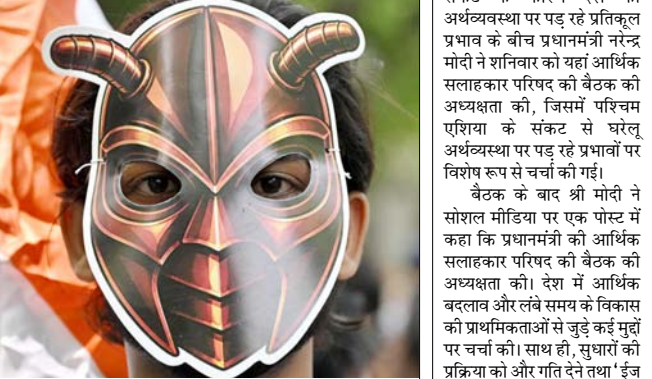 अर्थव्यवस्था पर पड़ रहे प्रतिकूल
प्रभाव के बीच प्रधानमंत्री नरेन्द्र
मोदी ने शनिवार को यहां आर्थिक
सलाहकार परिषद की बैठक की
अध्यक्षता की, जिसमें पश्चिम
एशिया के संकट से घरेलू
अर्थव्यस्था पर पड़ रहे प्रभावों पर
विशेष रूप से चर्चा की गई।
बैठक के बाद श्री मोदी ने
सोशल मीडिया पर एक पोस्ट में
कहा कि प्रधानमंत्री की आर्थिक
सलाहकार परिषद की बैठक की
अध्यक्षता की। देश में आर्थिक
बदलाव और लंबे समय के विकास
की प्राथमिकताओं से जुड़े कई मुद्दों
पर चर्चा की। साथ ही, सुधारों की
प्रक्रिया को और गति देने तथा ‘ईज